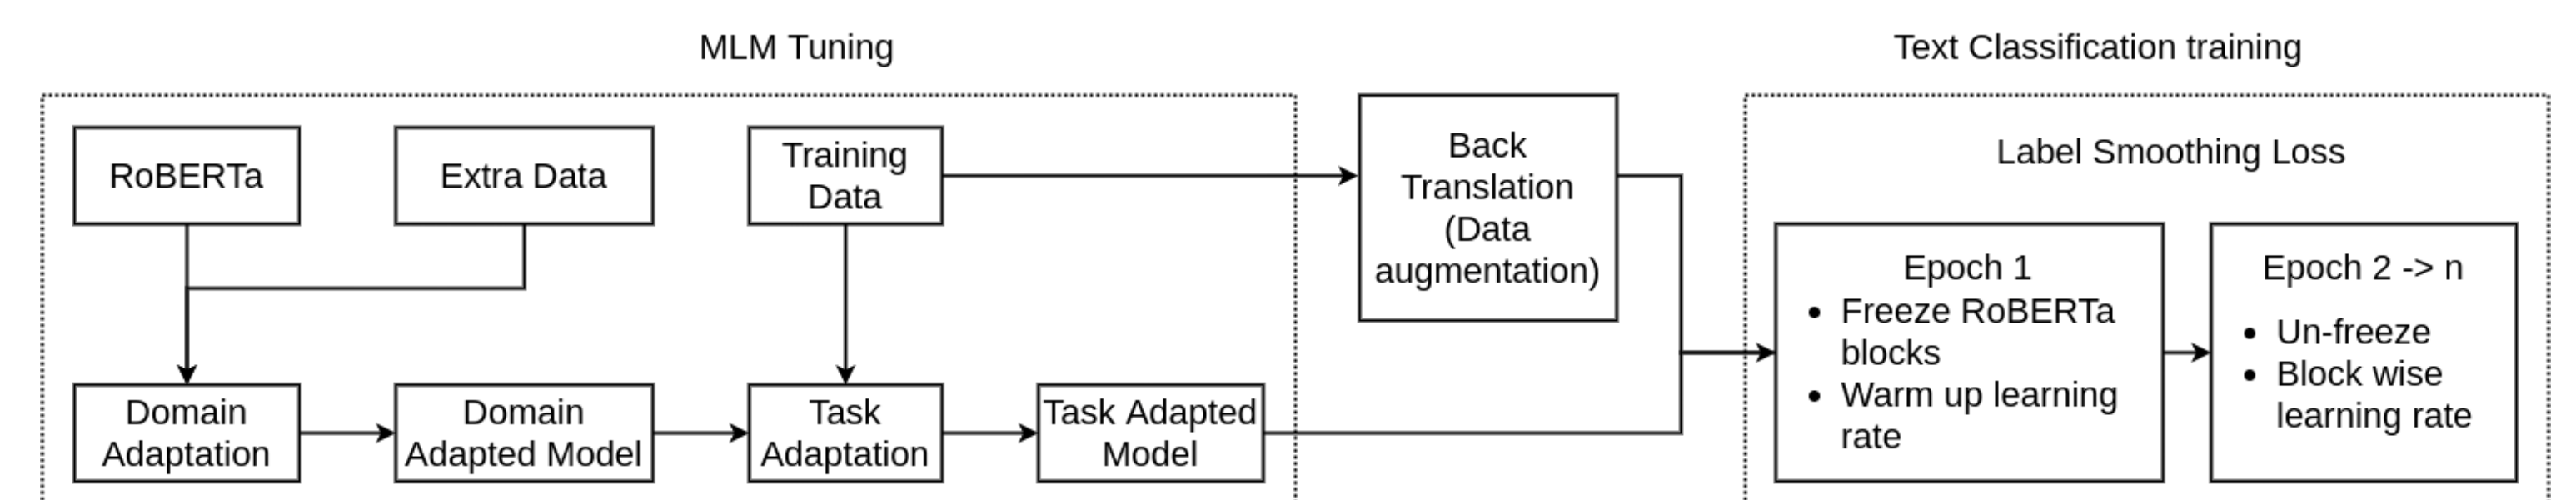 MLM Tuning
Text Classification training
RoBERTa
Extra Data
Training
Data
Back
Translation
(Data
augmentation)
Label Smoothing Loss
Epoch 1
• Freeze RoBERTa
blocks
• Warm up learning
rate
Epoch 2 -> n
• Un-freeze
• Block wise
learning rate
Domain
Adaptation
Domain
Adapted Model
Task
Adaptation
Task Adapted
Model